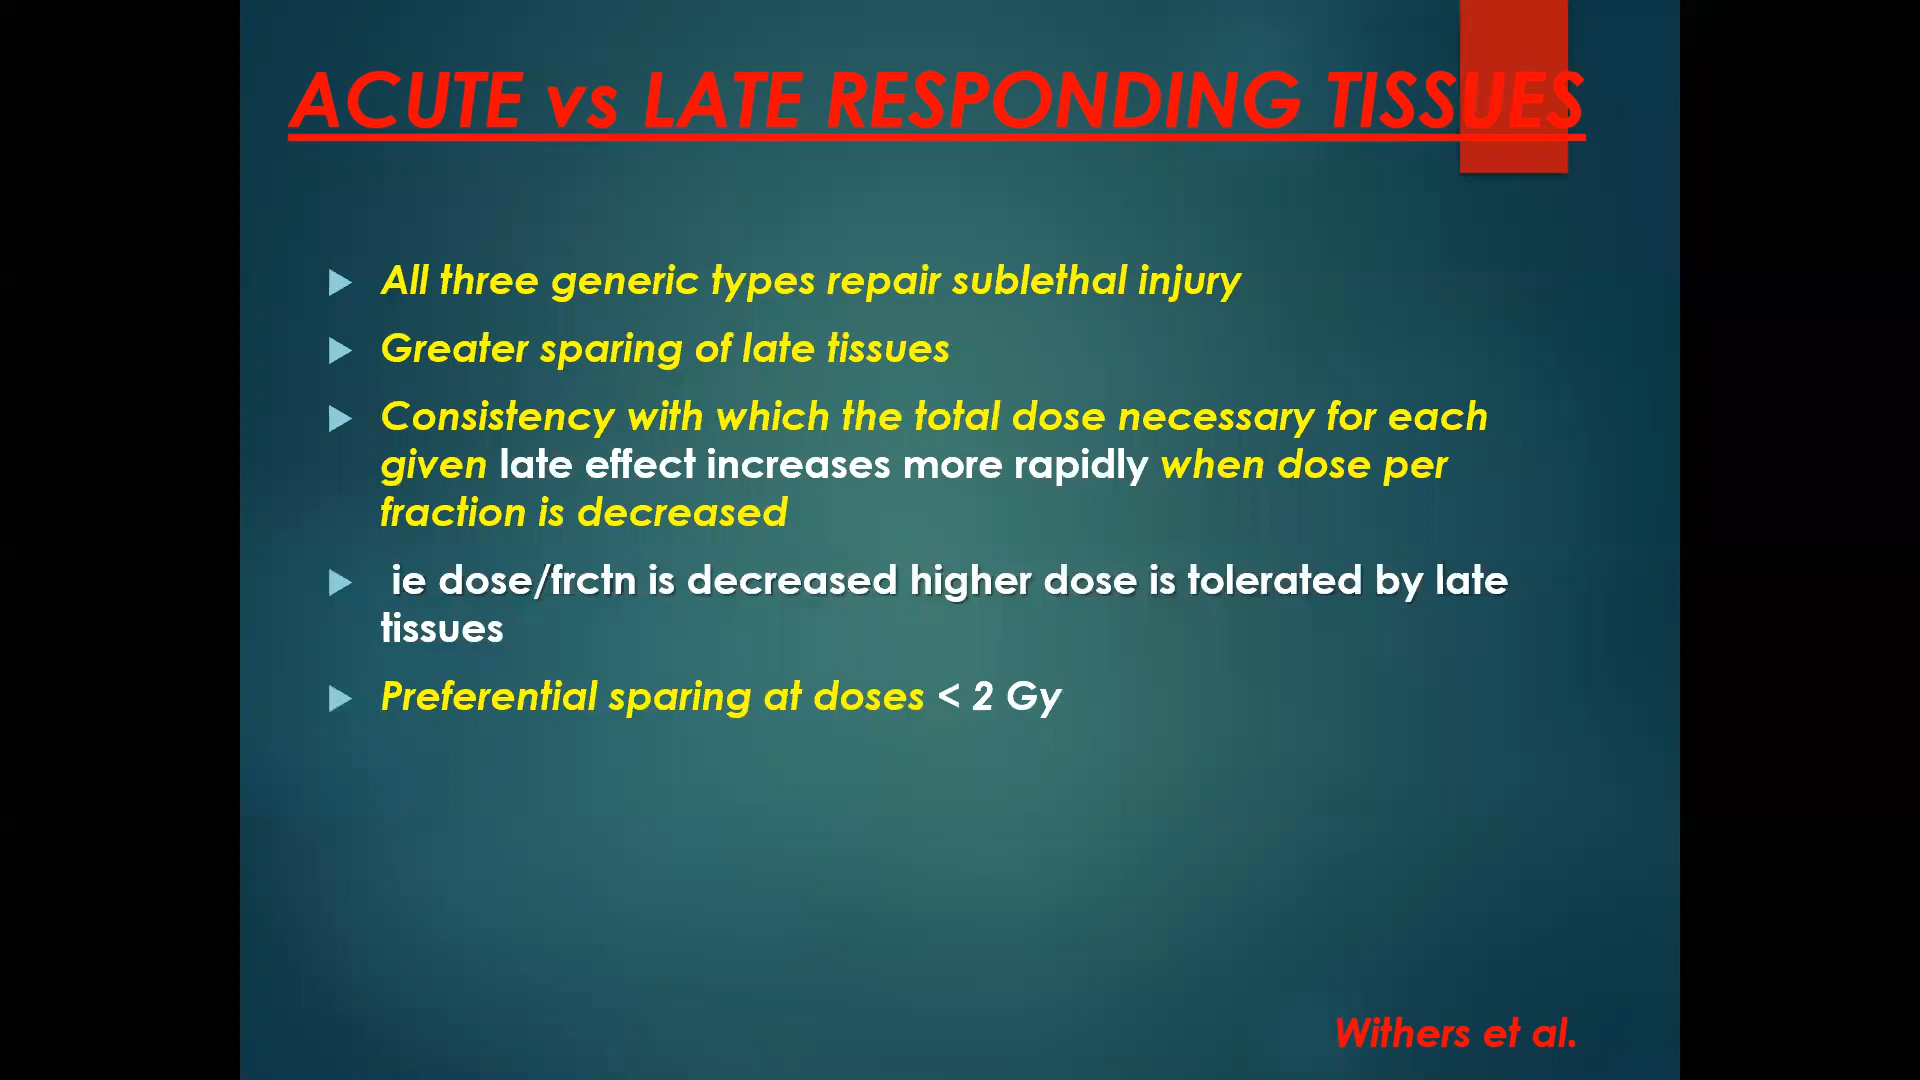 ACUTE vs LATE RESPONDING TISSUES
All three generic types repair sublethal injury
Greater sparing of late tissues
Consistency with which the total dose necessary for each
given late effect increases more rapidly when dose per
fraction is decreased
ie dose/frctn is decreased higher dose is tolerated by late
tissues
Preferential sparing at doses < 2 Gy
Withers et al.